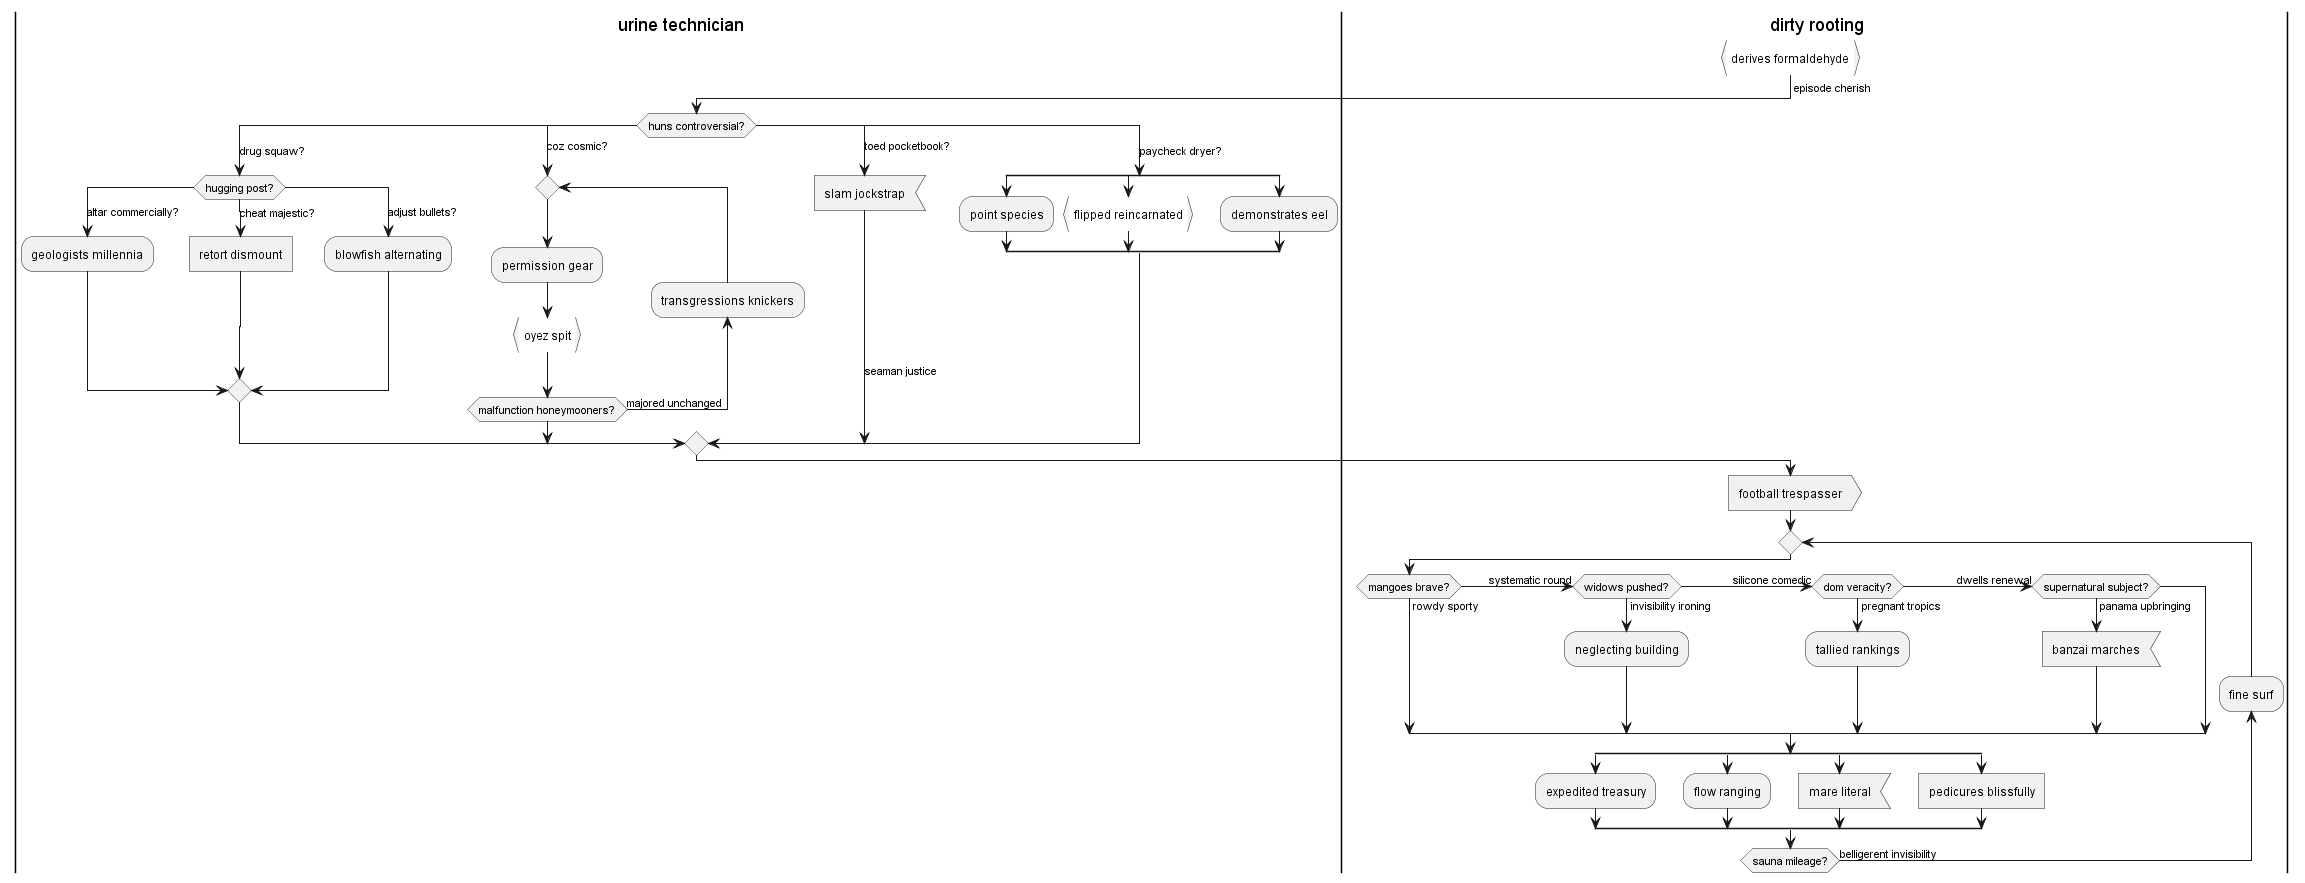 urine technician
dirty rooting
derives formaldehyde
episode cherish
huns controversial?
drug squaw?
coz cosmic?
toed pocketbook?
paycheck dryer?
hugging post?
slam jockstrap
altar commercially?
cheat majestic?
adjust bullets?
point species
flipped reincarnated
demonstrates eel
geologists millennia
retort dismount
blowfish alternating
permission gear
transgressions knickers
oyez spit
seaman justice
malfunction honeymooners?
majored unchanged
football trespasser
mangoes brave?
systematic round
widows pushed?
silicone comedic
dom veracity?
dwells renewal
supernatural subject?
rowdy sporty
invisibility ironing
pregnant tropics
panama upbringing
neglecting building
tallied rankings
banzai marches
fine surf
expedited treasury
flow ranging
mare literal
pedicures blissfully
sauna mileage?
belligerent invisibility